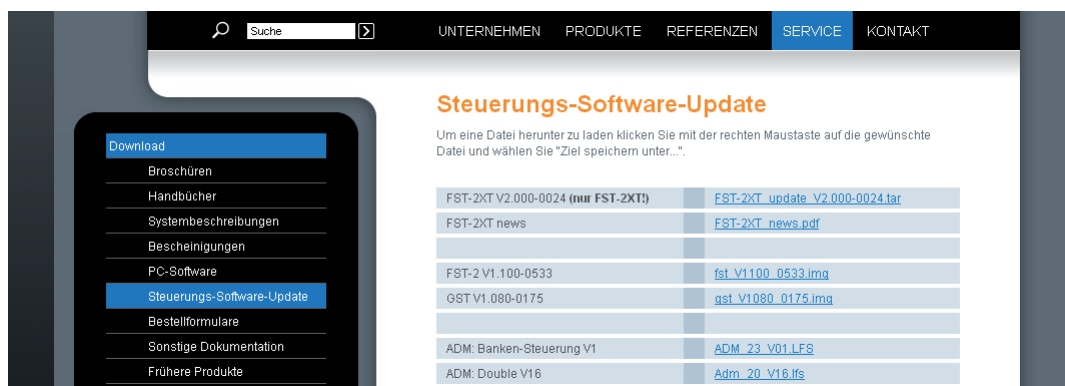 Suche
UNTERNEHMEN PRODUKTE REFERENZEN SERVICE KONTAKT
Download
Broschüren
Handbücher
Systembeschreibungen
Bescheinigungen
PC-Software
Steuerungs-Software-Update
Bestellformulare
Sonstige Dokumentation
Frühere Produkte
Steuerungs-Software-Update
Um eine Datei herunter zu laden klicken Sie mit der rechten Maustaste auf die gewünschte
Datei und wählen Sie "Ziel speichern unter...".
FST-2XT V2.000-0024 (nur FST-2XT!) FST-2XT_update_V2.000-0024.tar
FST-2XT news FST-2XT_news.pdf
FST-2 V1.100-0533 fst_V1100_0533.img
GST V1.080-0175 gst_V1080_0175.img
ADM: Banken-Steuerung V1 ADM_23_V01.LFS
ADM: Double V16 Adm_20_V16.lfs